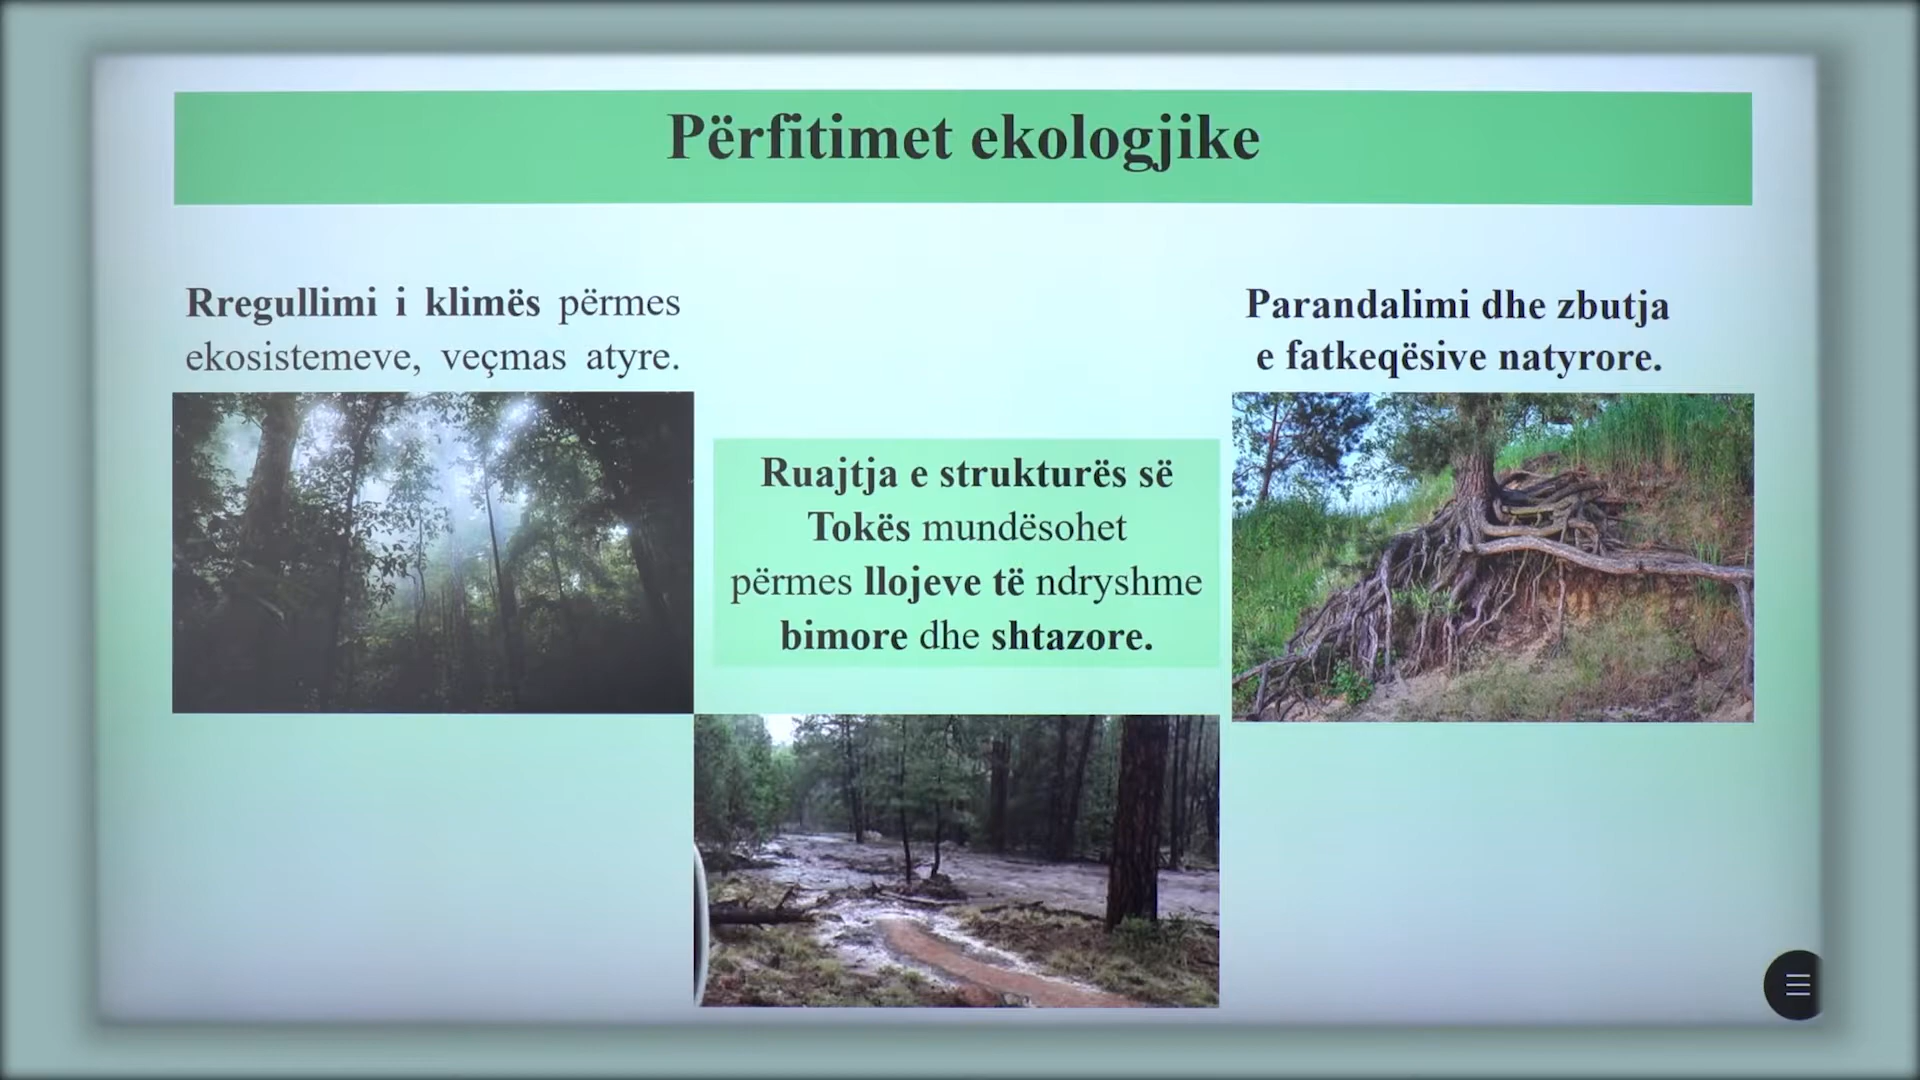 Përfitimet ekologjike
Rregullimi i klimës përmes
ekosistemeve, veçmas atyre.
Ruajtja e strukturës së
Tokës mundësohet
përmes llojeve të ndryshme
bimore dhe shtazore.
Parandalimi dhe zbutja
e fatkeqësive natyrore.